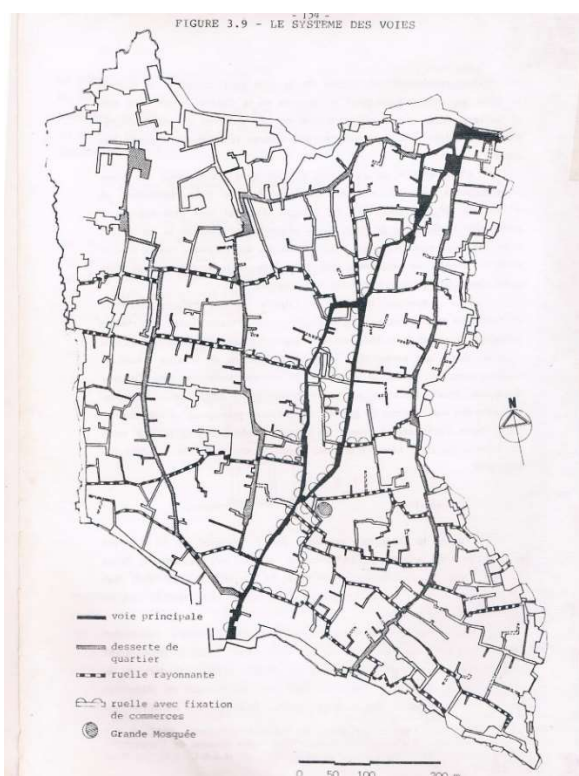 - 154 -
FIGURE 3.9 - LE SYSTÈME DES VOIES
N
voie principale
desserte de
quartier
ruelle rayonnante
ruelle avec fixation
de commerces
Grande Mosquée
0 50 100 200 m